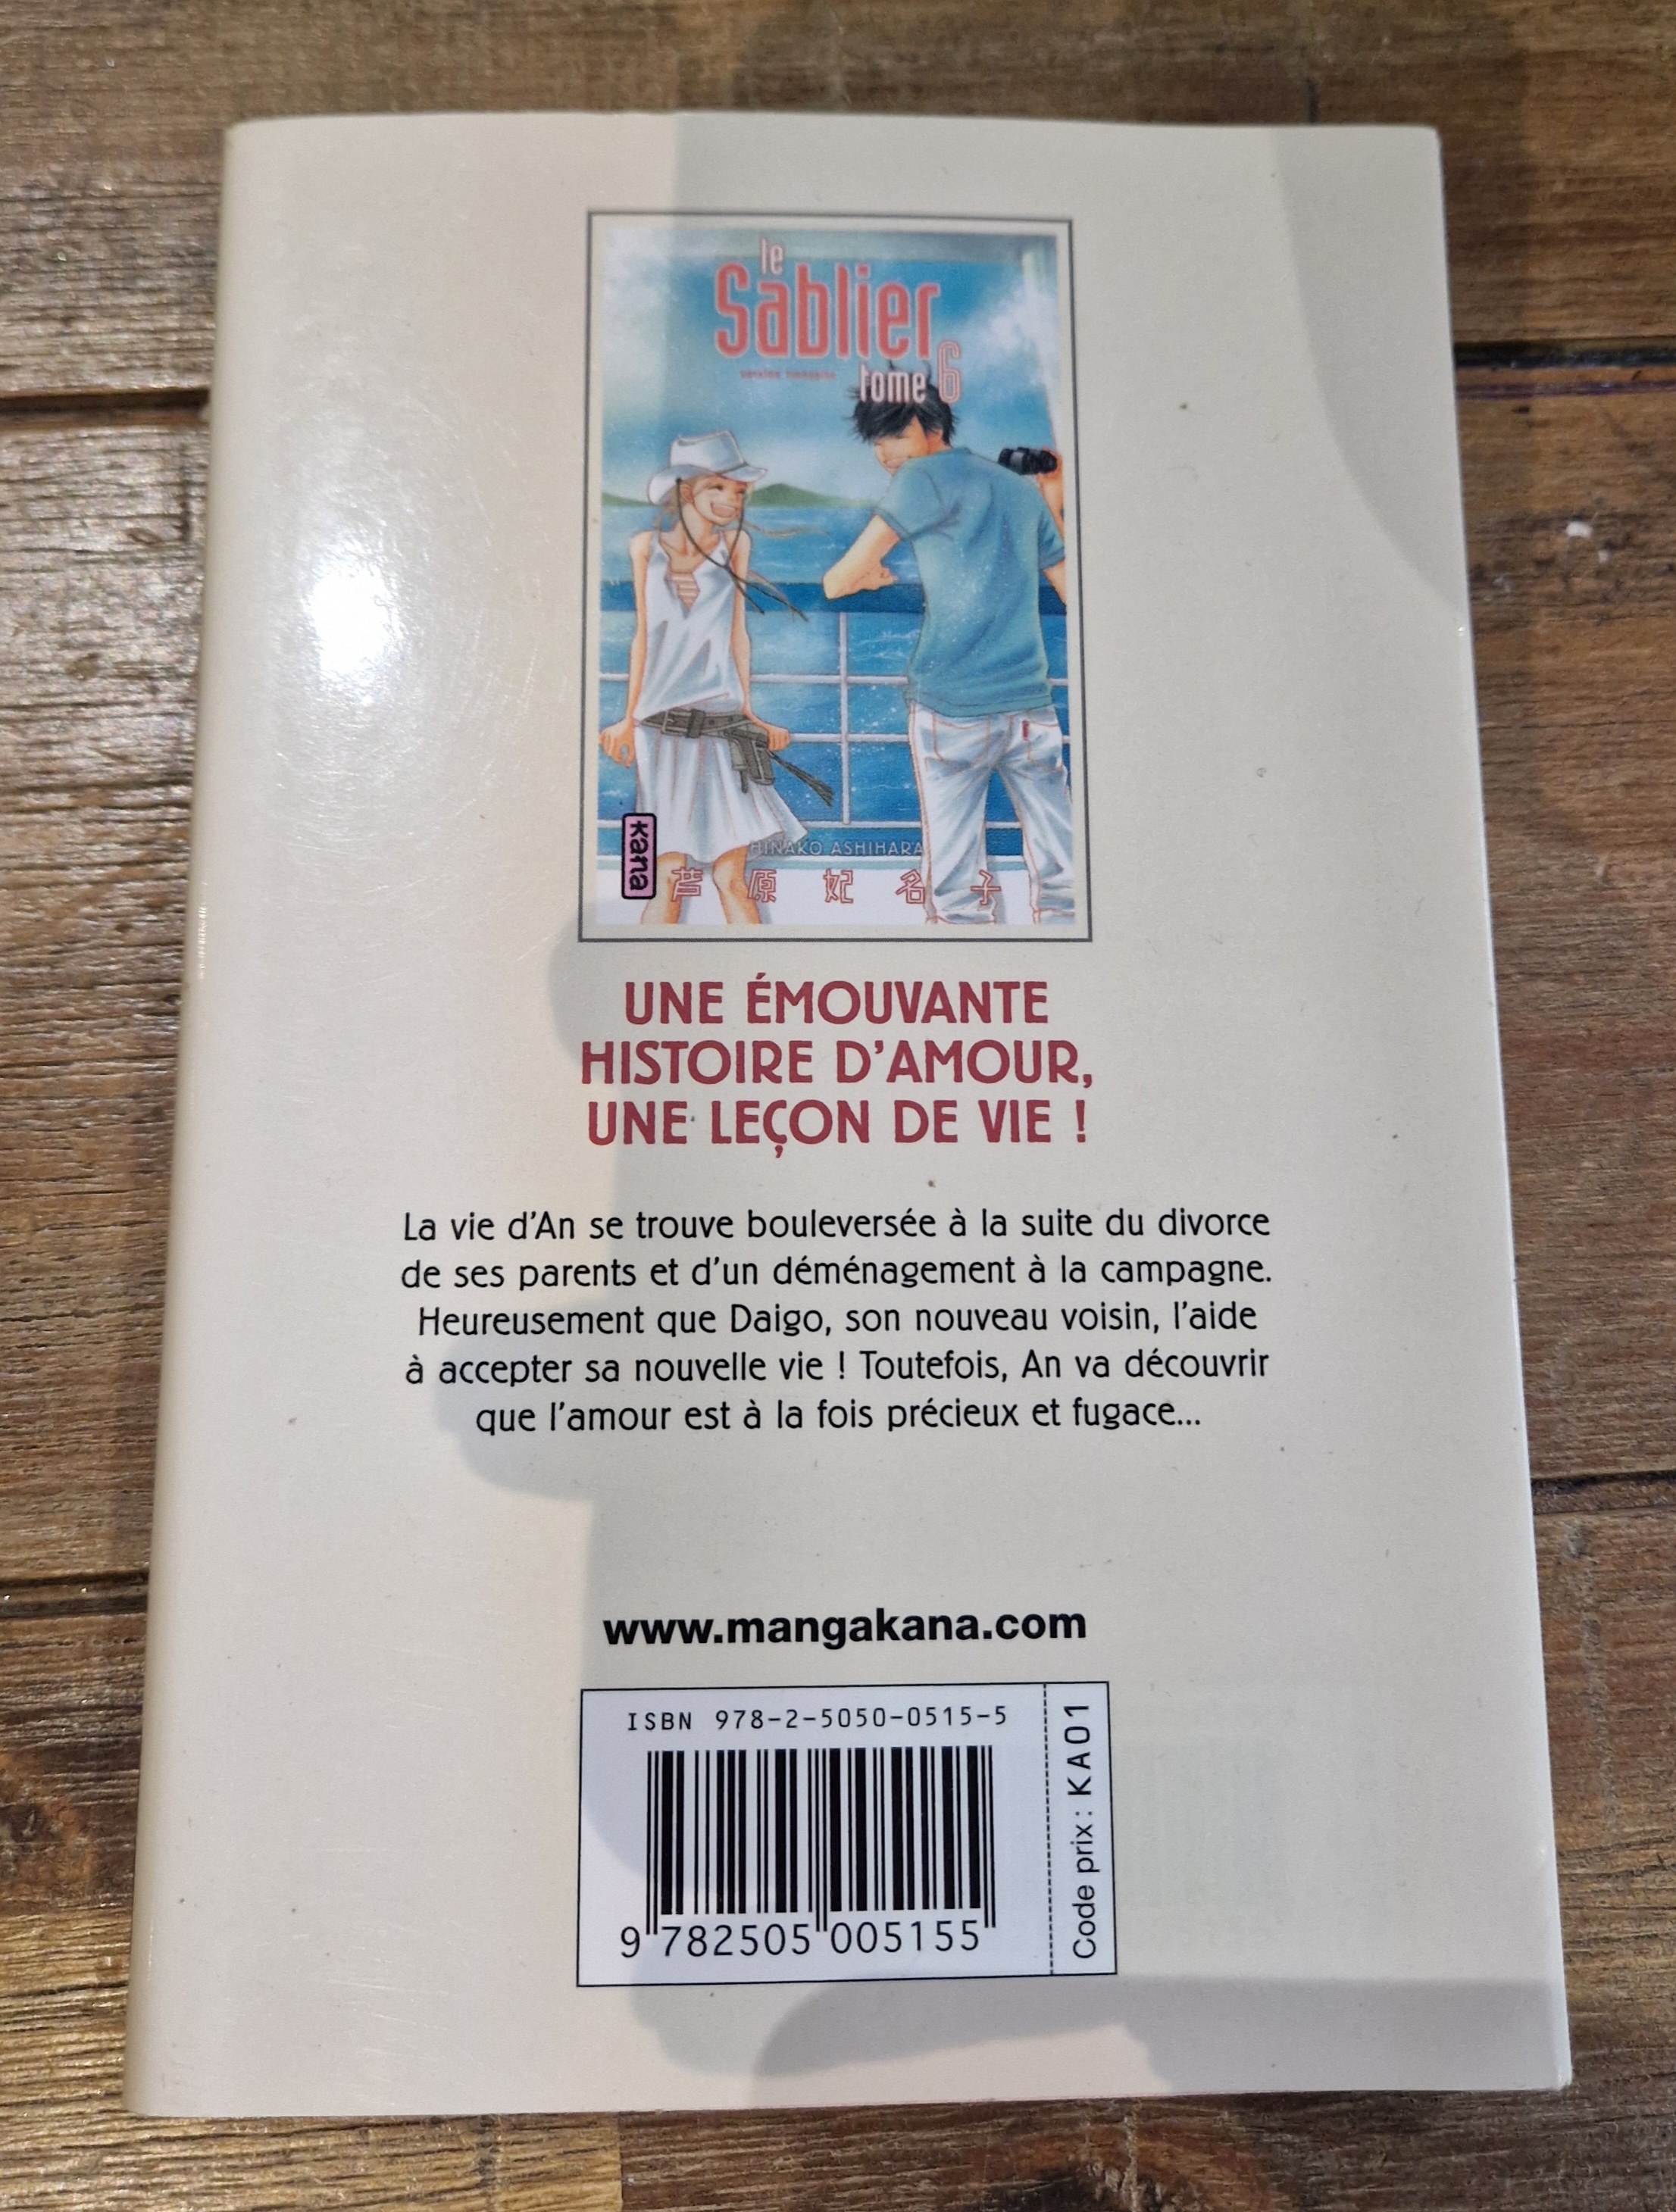 le
Sablier
tome 6
kana
HINAKO ASHIHARA
芦原妃名子
UNE ÉMOUVANTE
HISTOIRE D'AMOUR,
UNE LEÇON DE VIE !
La vie d'An se trouve bouleversée à la suite du divorce
de ses parents et d'un déménagement à la campagne.
Heureusement que Daigo, son nouveau voisin, l'aide
à accepter sa nouvelle vie ! Toutefois, An va découvrir
que l'amour est à la fois précieux et fugace...
www.mangakana.com
ISBN 978-2-5050-0515-5
9 782505 005155
Code prix : KA01